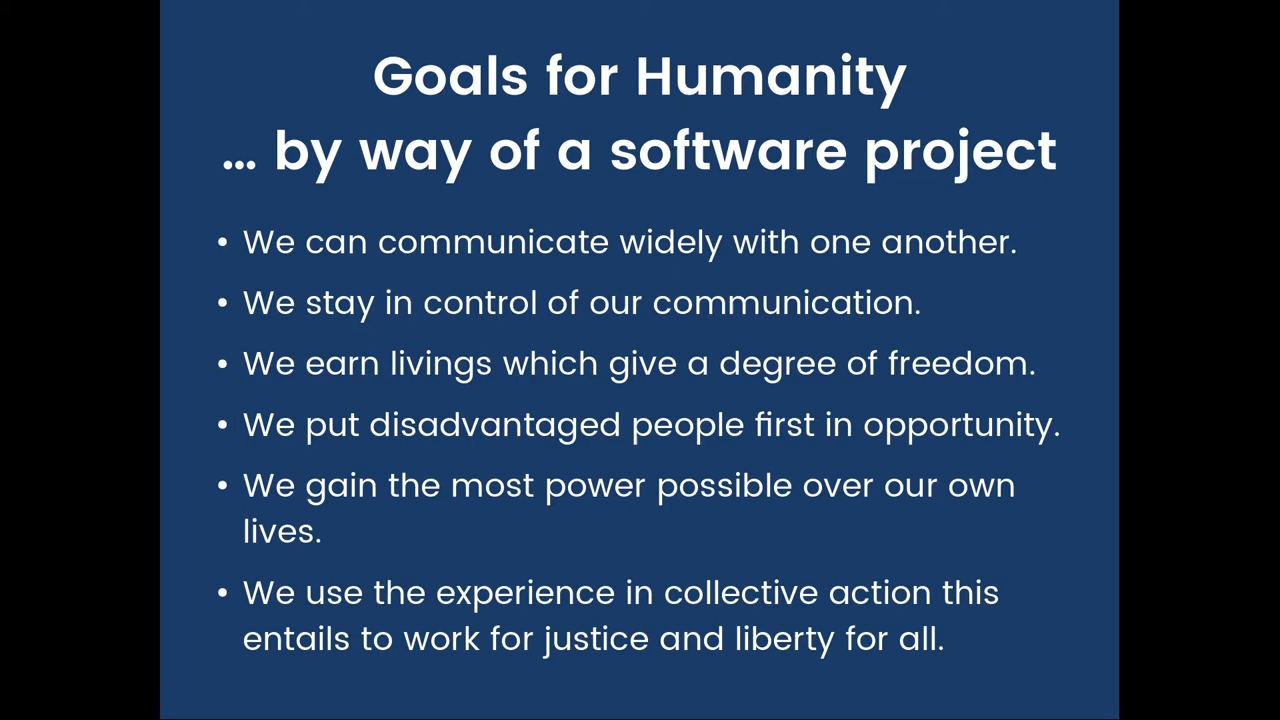 Goals for Humanity
... by way of a software project
• We can communicate widely with one another.
• We stay in control of our communication.
• We earn livings which give a degree of freedom.
• We put disadvantaged people first in opportunity.
• We gain the most power possible over our own
lives.
• We use the experience in collective action this
entails to work for justice and liberty for all.